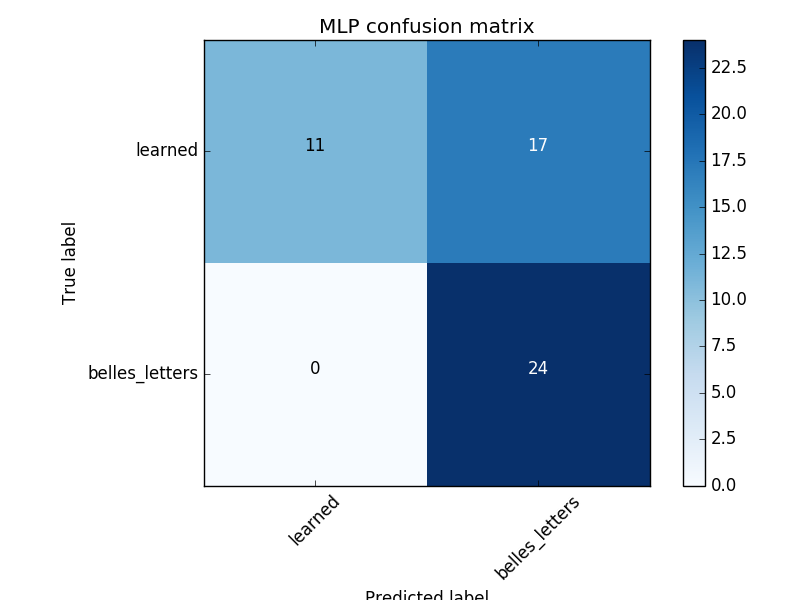 MLP confusion matrix
learned
11
17
True label
belles_letters
0
24
learned
belles_letters
Predicted label
22.5
20.0
17.5
15.0
12.5
10.0
7.5
5.0
2.5
0.0